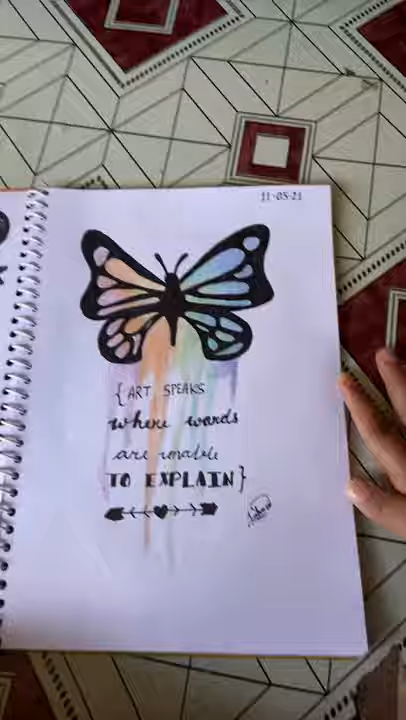 11-05-21
{ART SPEAKS
where words
are unable
TO EXPLAIN}